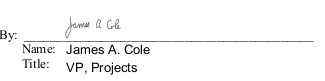 James A Cole
By:
Name: James A. Cole
Title: VP, Projects